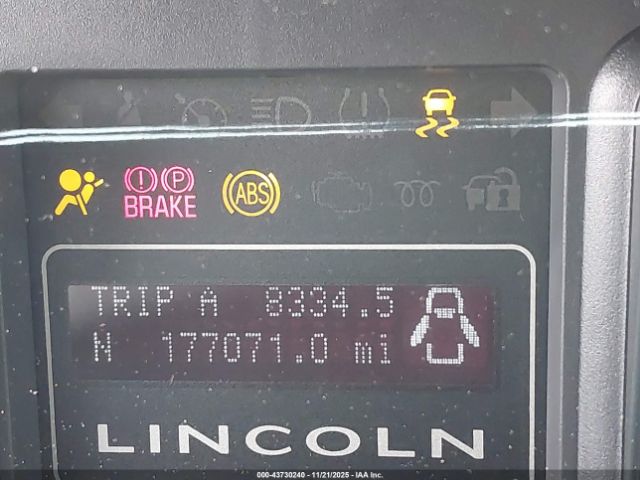 (!) (P)
BRAKE
ABS
TRIP A 8334.5
N 177071.0 mi
LINCOLN
000-43730240 - 11/21/2025 - IAA Inc.